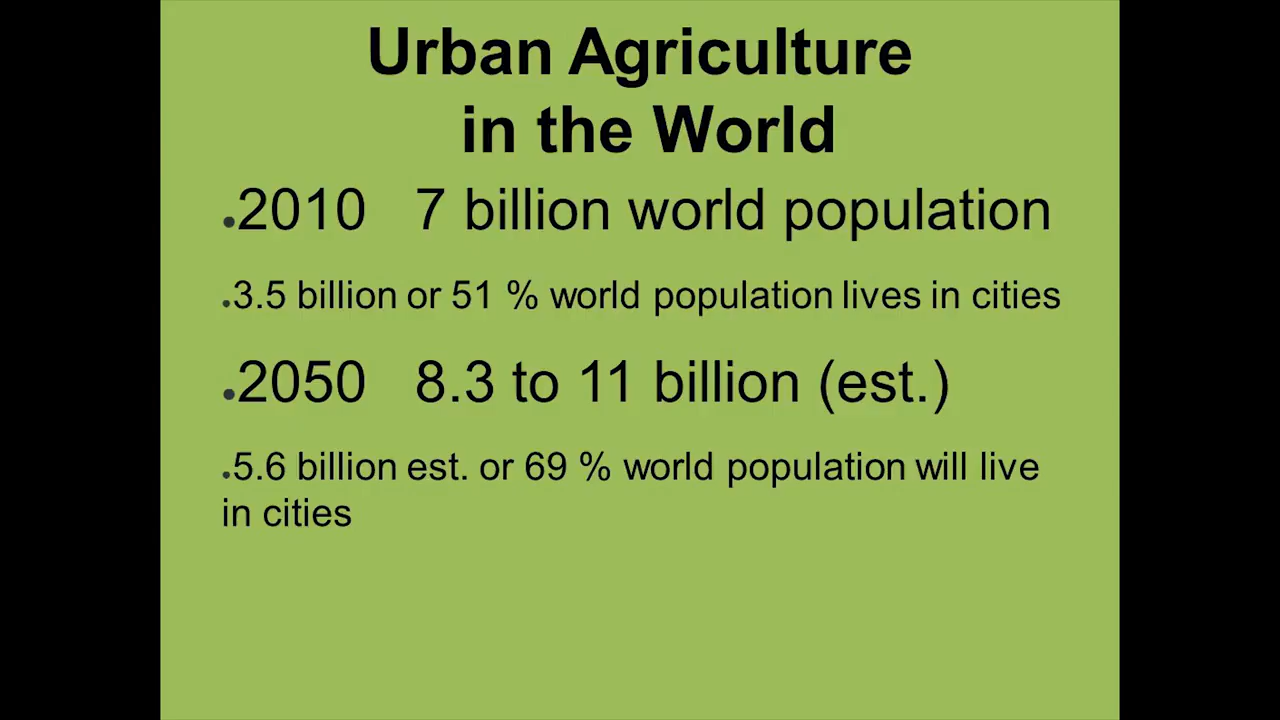 Urban Agriculture
in the World
•2010 7 billion world population
•3.5 billion or 51 % world population lives in cities
•2050 8.3 to 11 billion (est.)
•5.6 billion est. or 69 % world population will live
in cities